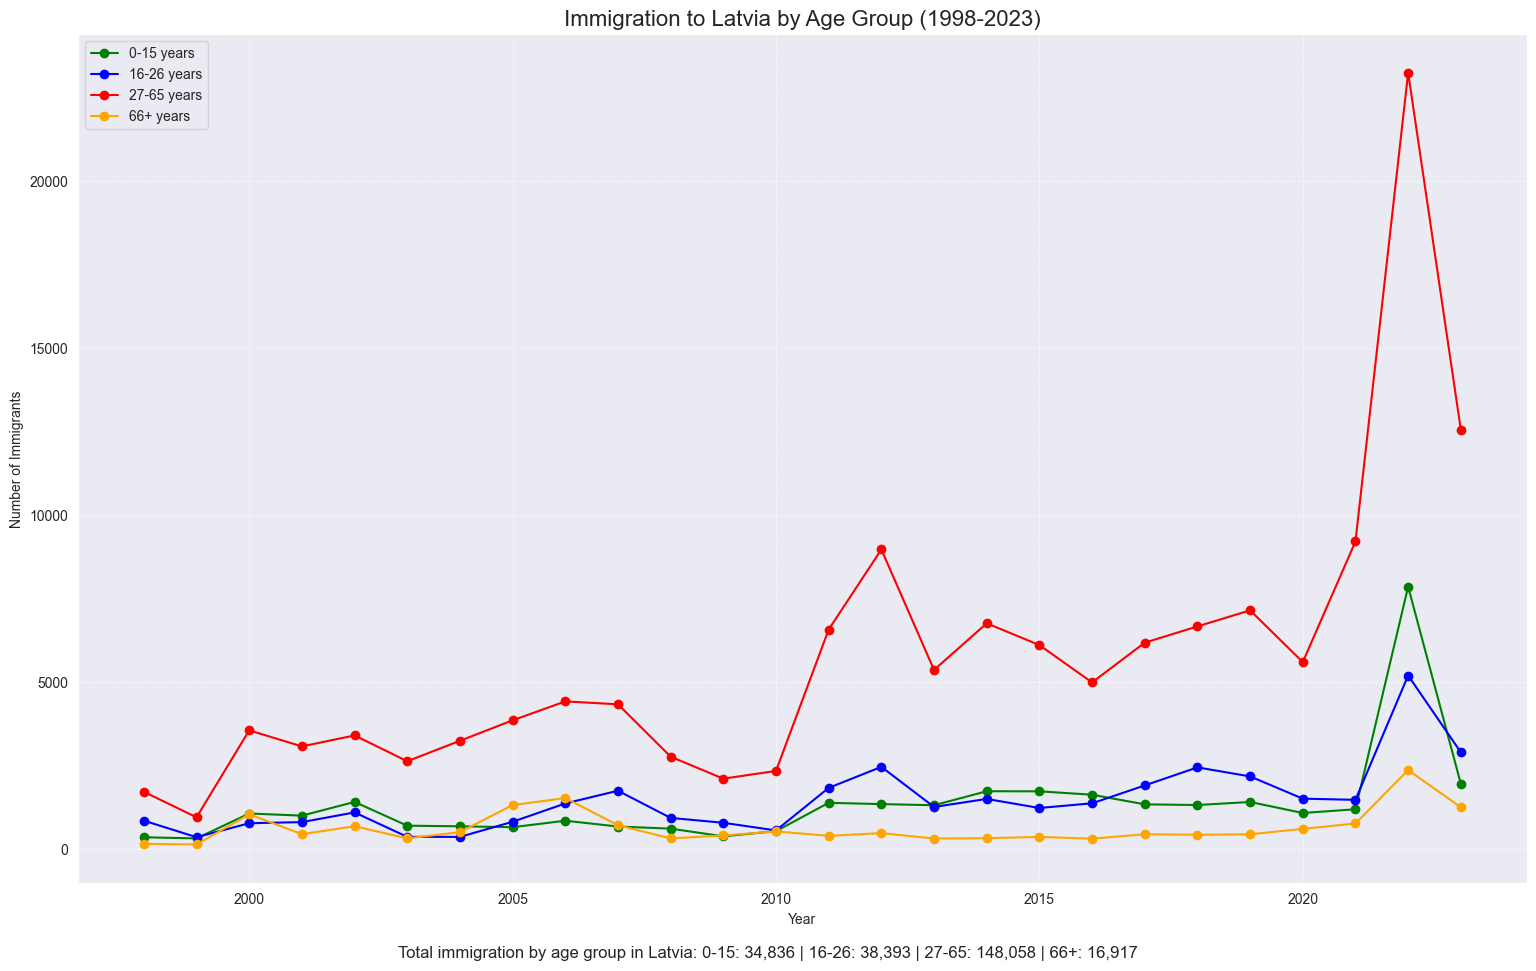 Immigration to Latvia by Age Group (1998-2023)
0-15 years
16-26 years
27-65 years
66+ years
Number of Immigrants
20000
15000
10000
5000
0
2000
2005
2010
2015
2020
Year
Total immigration by age group in Latvia: 0-15: 34,836 | 16-26: 38,393 | 27-65: 148,058 | 66+: 16,917